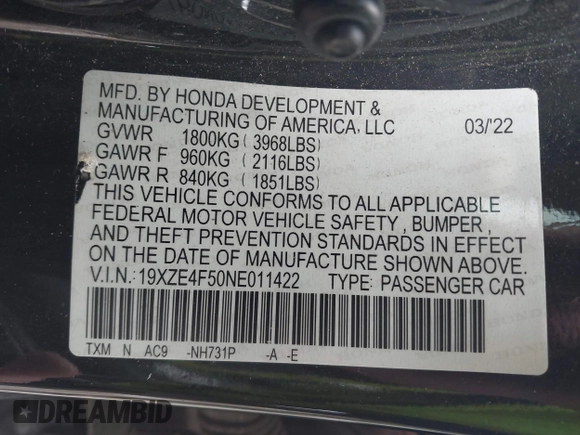 MFD. BY HONDA DEVELOPMENT &
MANUFACTURING OF AMERICA, LLC 03/'22
GVWR 1800KG ( 3968LBS)
GAWR F 960KG ( 2116LBS)
GAWR R 840KG ( 1851LBS)
THIS VEHICLE CONFORMS TO ALL APPLICABLE
FEDERAL MOTOR VEHICLE SAFETY , BUMPER ,
AND THEFT PREVENTION STANDARDS IN EFFECT
ON THE DATE OF MANUFACTURE SHOWN ABOVE.
V.I.N.:19XZE4F50NE011422 TYPE: PASSENGER CAR
TXM N AC9 -NH731P -A -E
DREAMBID